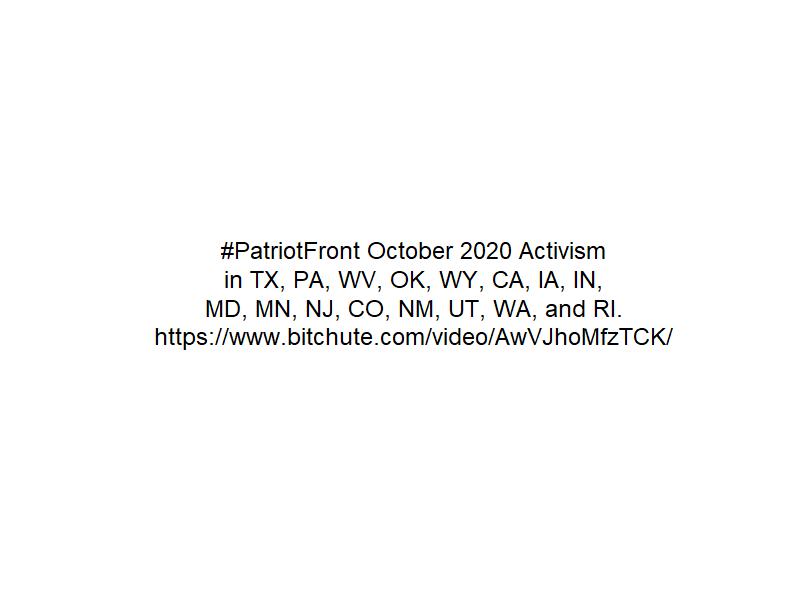 #PatriotFront October 2020 Activism
in TX, PA, WV, OK, WY, CA, IA, IN,
MD, MN, NJ, CO, NM, UT, WA, and RI.
https://www.bitchute.com/video/AwVJhoMfzTCK/